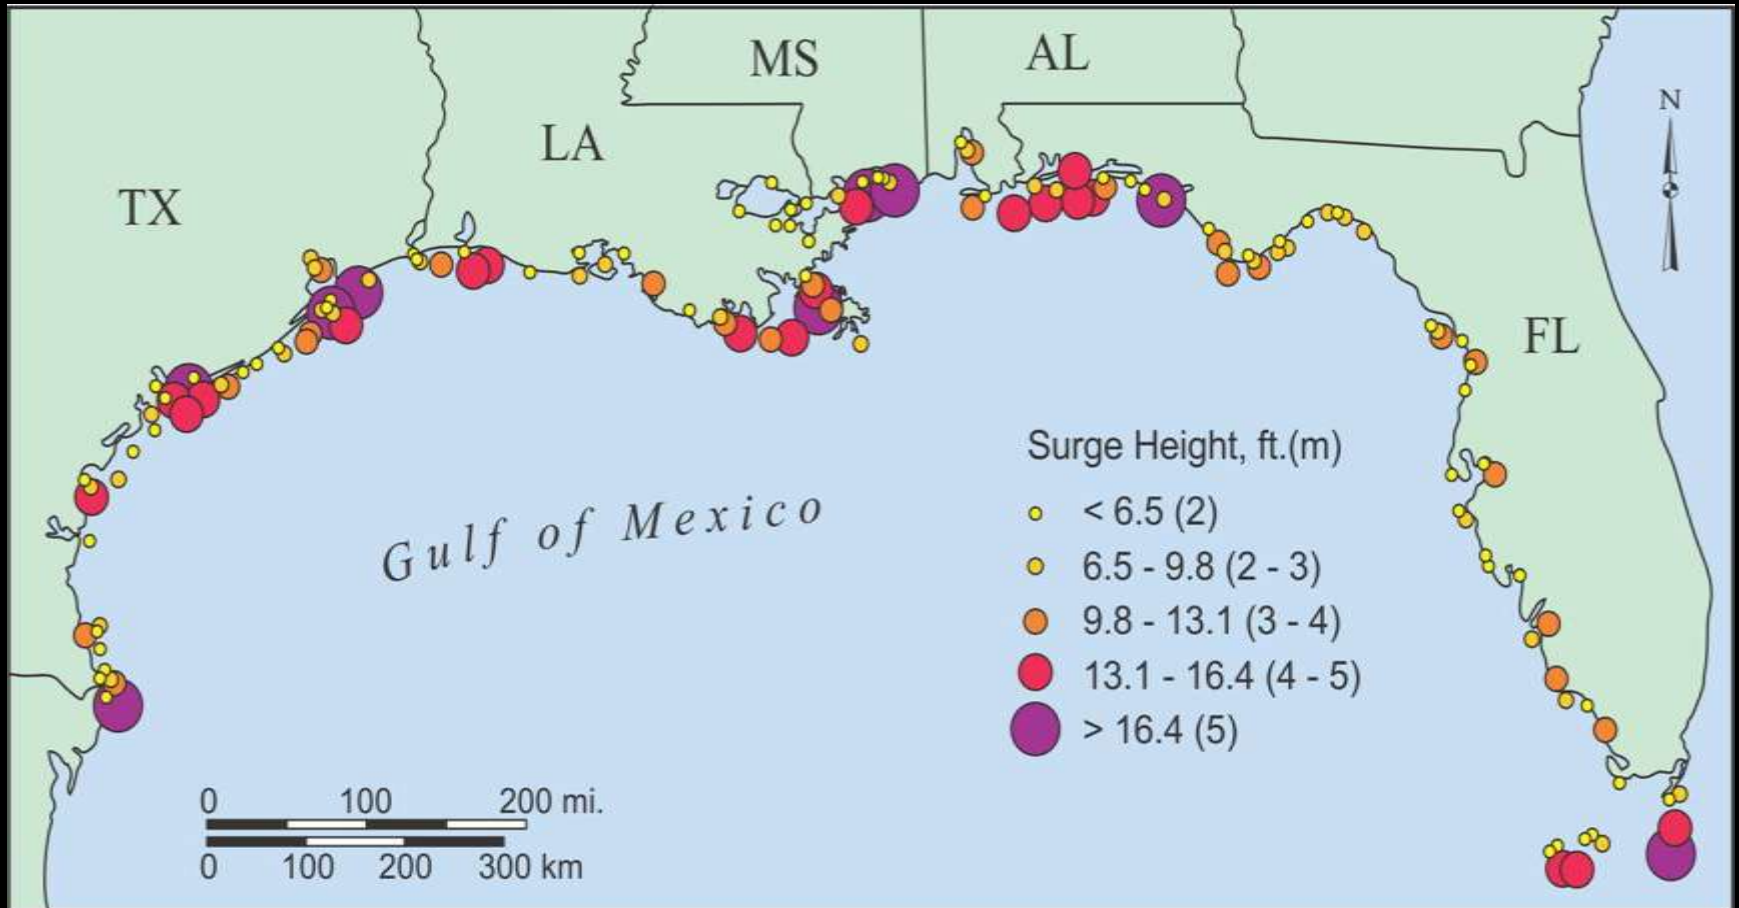 MS
AL
N
LA
TX
FL
Surge Height, ft.(m)
Gulf of Mexico
< 6.5 (2)
6.5 - 9.8 (2 - 3)
9.8 - 13.1 (3 - 4)
13.1 - 16.4 (4 - 5)
> 16.4 (5)
0 100 200 mi.
0 100 200 300 km